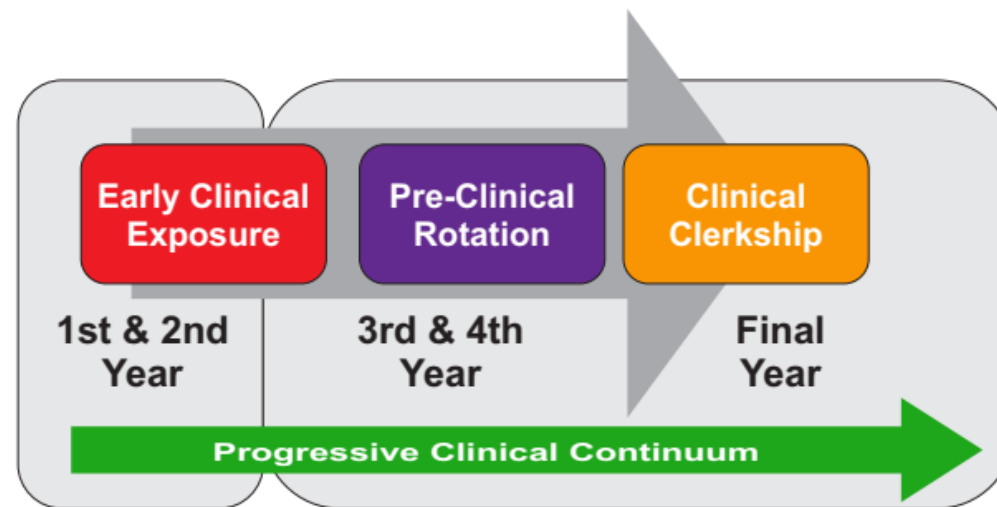 Early Clinical
Exposure
Pre-Clinical
Rotation
Clinical
Clerkship
1st & 2nd
Year
3rd & 4th
Year
Final
Year
Progressive Clinical Continuum